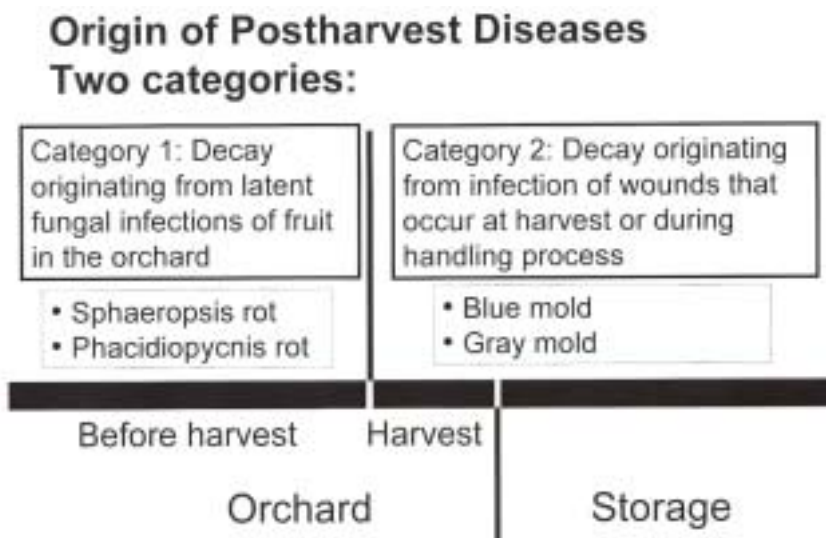 Origin of Postharvest Diseases
Two categories:
Category 1: Decay
originating from latent
fungal infections of fruit
in the orchard
• Sphaeropsis rot
• Phacidiopycnis rot
Category 2: Decay originating
from infection of wounds that
occur at harvest or during
handling process
• Blue mold
• Gray mold
Before harvest
Harvest
Orchard
Storage